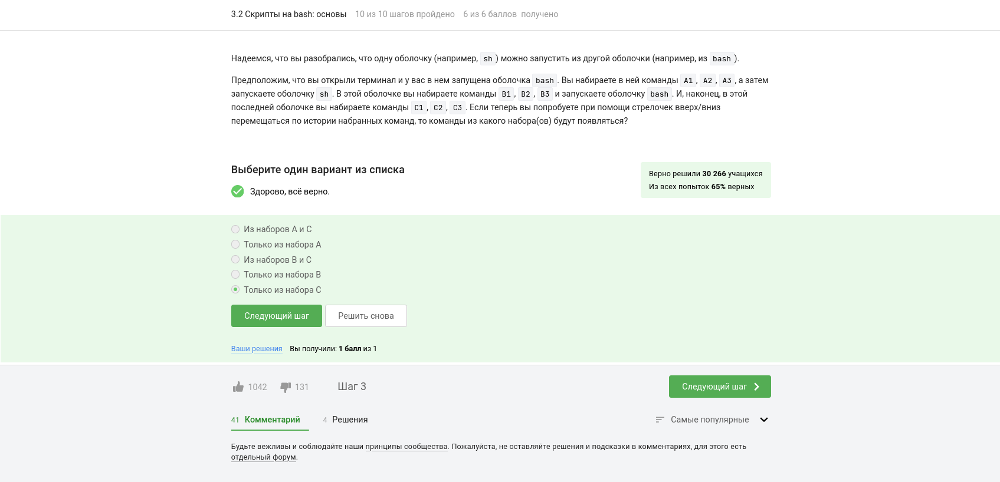 3.2 Скрипты на bash: основы 10 из 10 шагов пройдено 6 из 6 баллов получено
Надеемся, что вы разобрались, что одну оболочку (например, sh) можно запустить из другой оболочки (например, из bash).
Предположим, что вы открыли терминал и у вас в нем запущена оболочка bash. Вы набираете в ней команды A1, A2, A3, а затем
запускаете оболочку sh. В этой оболочке вы набираете команды B1, B2, B3 и запускаете оболочку bash. И, наконец, в этой
последней оболочке вы набираете команды C1, C2, C3. Если теперь вы попробуете при помощи стрелочек вверх/вниз
перемещаться по истории набранных команд, то команды из какого набора(ов) будут появляться?
Выберите один вариант из списка
Верно решили 30 266 учащихся
Из всех попыток 65% верных
Здорово, всё верно.
Из наборов А и С
Только из набора А
Из наборов В и С
Только из набора В
Только из набора С
Следующий шаг Решить снова
Ваши решения Вы получили: 1 балл из 1
1042 131 Шаг 3 Следующий шаг
41 Комментарий 4 Решения Самые популярные
Будьте вежливы и соблюдайте наши принципы сообщества. Пожалуйста, не оставляйте решения и подсказки в комментариях, для этого есть
отдельный форум.